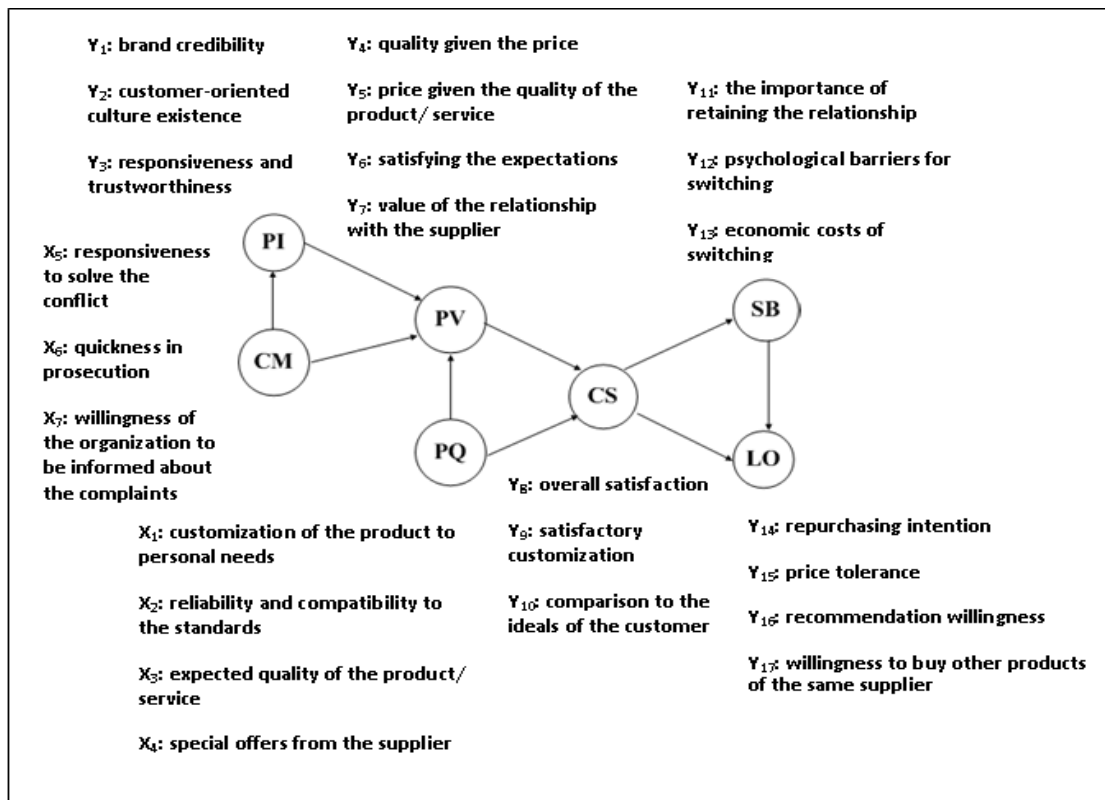 Y₁: brand credibility
Y₂: customer-oriented
culture existence
Y₃: responsiveness and
trustworthiness
Y₄: quality given the price
Y₅: price given the quality of the
product/ service
Y₆: satisfying the expectations
Y₇: value of the relationship
with the supplier
Y₁₁: the importance of
retaining the relationship
Y₁₂: psychological barriers for
switching
Y₁₃: economic costs of
switching
X₅: responsiveness
to solve the
conflict
X₆: quickness in
prosecution
X₇: willingness of
the organization to
be informed about
the complaints
PI
CM
PV
PQ
CS
SB
LO
X₁: customization of the product to
personal needs
X₂: reliability and compatibility to
the standards
X₃: expected quality of the product/
service
X₄: special offers from the supplier
Y₈: overall satisfaction
Y₉: satisfactory
customization
Y₁₀: comparison to the
ideals of the customer
Y₁₄: repurchasing intention
Y₁₅: price tolerance
Y₁₆: recommendation willingness
Y₁₇: willingness to buy other products
of the same supplier